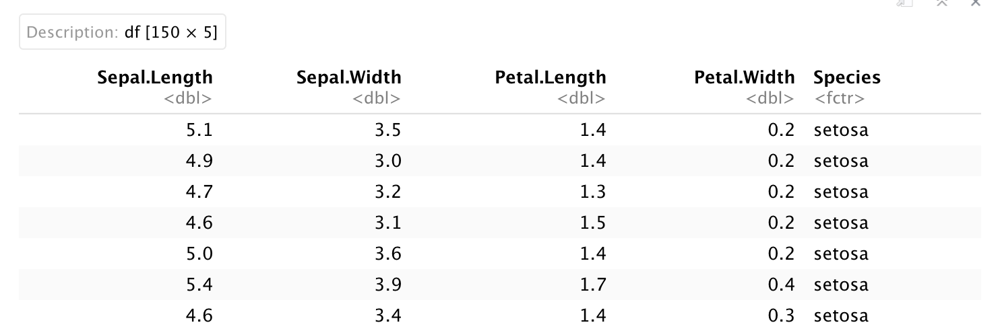 Description: df [150 × 5]
Sepal.Length Sepal.Width Petal.Length Petal.Width Species
<dbl> <dbl> <dbl> <dbl> <fctr>
5.1 3.5 1.4 0.2 setosa
4.9 3.0 1.4 0.2 setosa
4.7 3.2 1.3 0.2 setosa
4.6 3.1 1.5 0.2 setosa
5.0 3.6 1.4 0.2 setosa
5.4 3.9 1.7 0.4 setosa
4.6 3.4 1.4 0.3 setosa